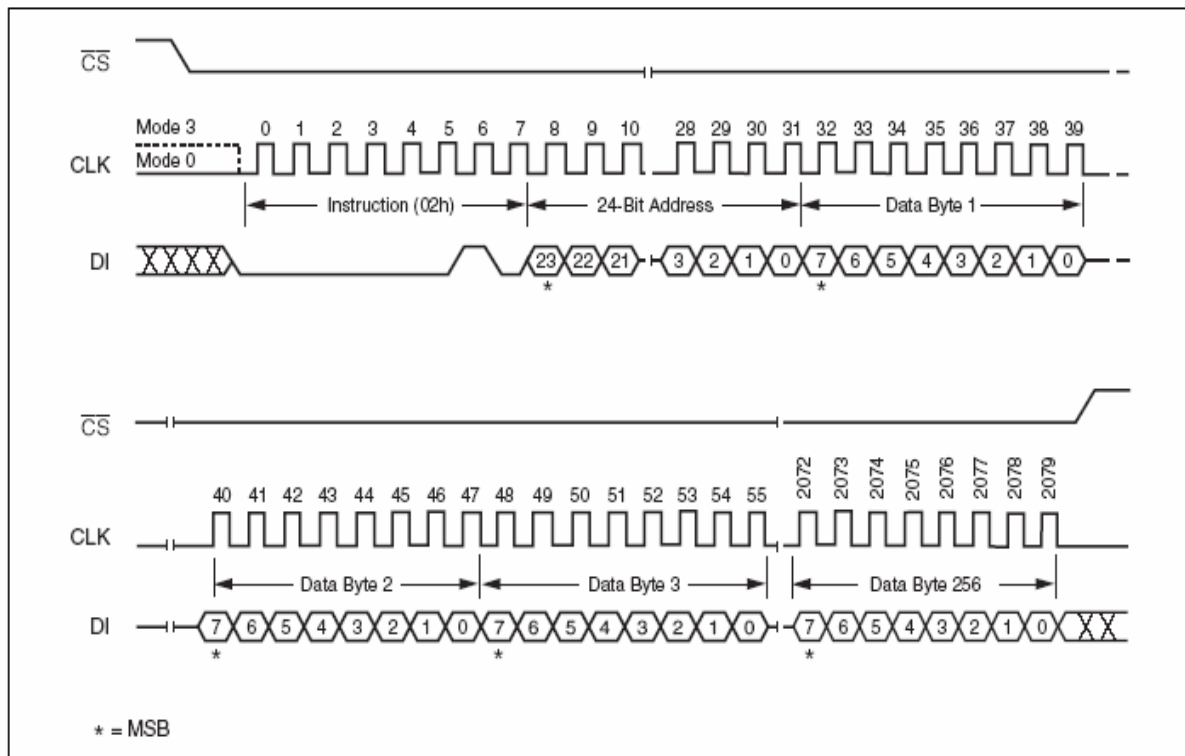 CS
Mode 3
0 1 2 3 4 5 6 7 8 9 10 28 29 30 31 32 33 34 35 36 37 38 39
CLK
Mode 0
Instruction (02h) 24-Bit Address Data Byte 1
DI 23 22 21 3 2 1 0 7 6 5 4 3 2 1 0
* *
CS
40 41 42 43 44 45 46 47 48 49 50 51 52 53 54 55 2072 2073 2074 2075 2076 2077 2078 2079
CLK
Data Byte 2 Data Byte 3 Data Byte 256
DI 7 6 5 4 3 2 1 0 7 6 5 4 3 2 1 0 7 6 5 4 3 2 1 0
* * *
* = MSB